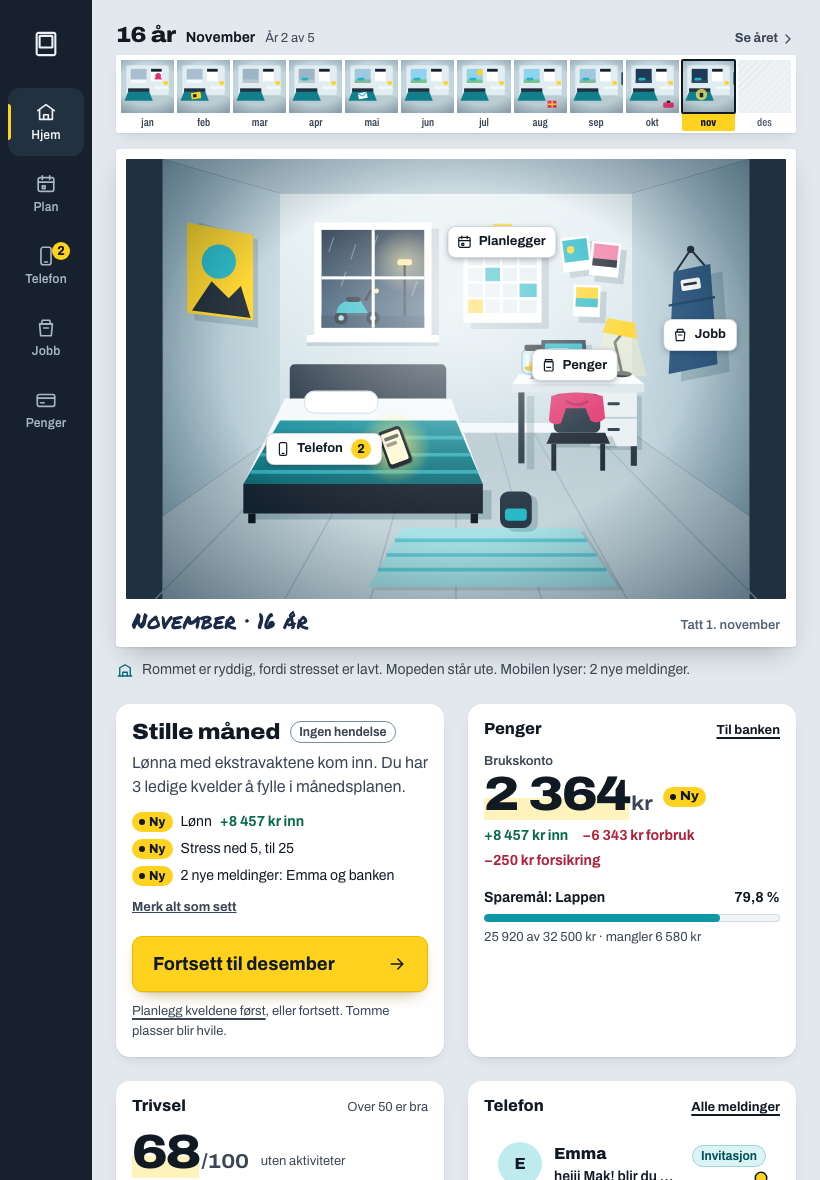 16 år November År 2 av 5
Se året
jan feb mar apr mai jun jul aug sep okt nov des
Hjem
Plan
2
Telefon
Jobb
Penger
Planlegger
Jobb
Penger
Telefon 2
November · 16 år
Tatt 1. november
Rommet er ryddig, fordi stresset er lavt. Mopeden står ute. Mobilen lyser: 2 nye meldinger.
Stille måned Ingen hendelse
Lønna med ekstravaktene kom inn. Du har
3 ledige kvelder å fylle i månedsplanen.
Ny Lønn +8 457 kr inn
Ny Stress ned 5, til 25
Ny 2 nye meldinger: Emma og banken
Merk alt som sett
Fortsett til desember
Planlegg kveldene først, eller fortsett. Tomme
plasser blir hvile.
Penger
Til banken
Brukskonto
2 364 kr Ny
+8 457 kr inn −6 343 kr forbruk
−250 kr forsikring
Sparemål: Lappen 79,8 %
25 920 av 32 500 kr · mangler 6 580 kr
Trivsel
Over 50 er bra
68/100 uten aktiviteter
Telefon
Alle meldinger
E
Emma
Invitasjon
heiii Mak! blir du ...